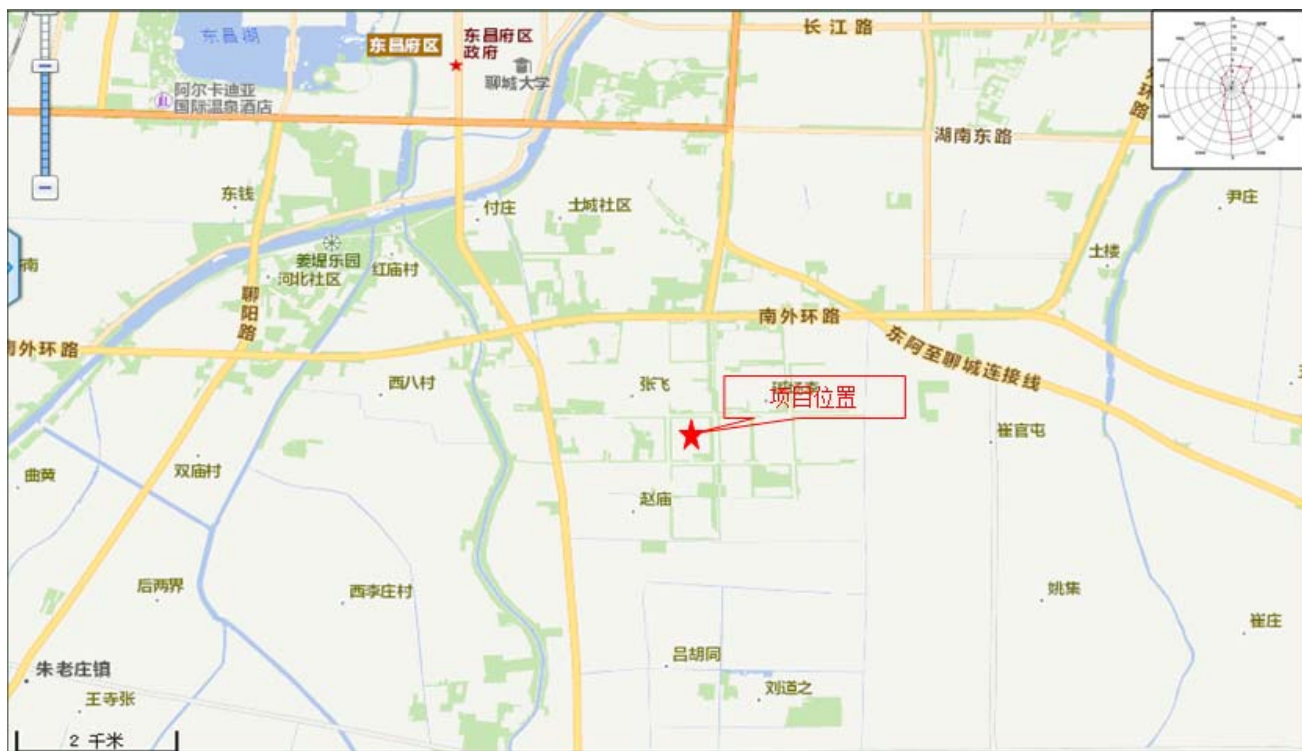 长江路
东昌湖
东昌府区
东昌府区
政府
聊城大学
阿尔卡迪亚
国际温泉酒店
湖南东路
外环路
东钱
付庄
土城社区
尹庄
土楼
姜堤乐园
红庙村
河北社区
南
聊阳路
南外环路
南外环路
东阿至聊城连接线
西八村
张飞
项目位置
崔官屯
曲黄
双庙村
赵庙
后两界
西李庄村
姚集
崔庄
吕胡同
朱老庄镇
王寺张
刘道之
2 千米